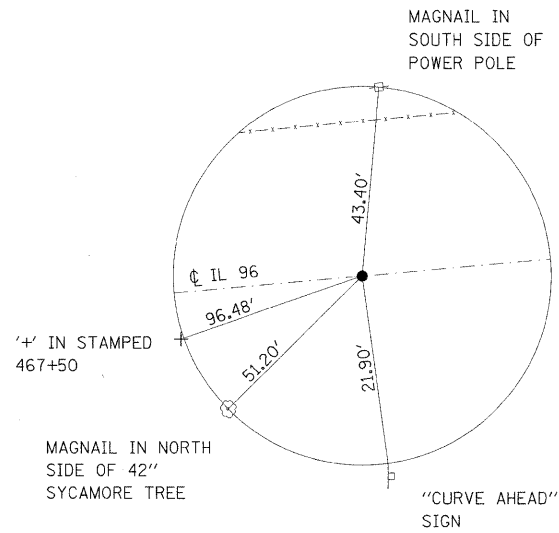 MAGNAIL IN
SOUTH SIDE OF
POWER POLE
43.40'
℄ IL 96
96.48'
'+' IN STAMPED
467+50
51.20'
21.90'
MAGNAIL IN NORTH
SIDE OF 42"
SYCAMORE TREE
"CURVE AHEAD"
SIGN